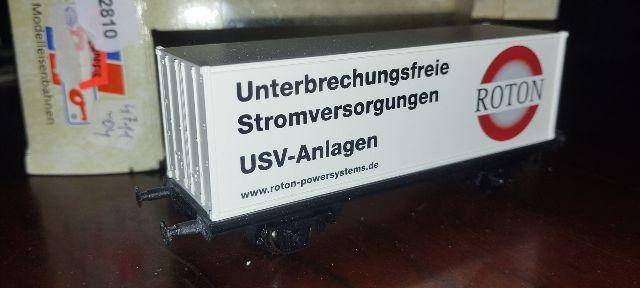 Unterbrechungsfreie
Stromversorgungen
USV-Anlagen
www.roton-powersystems.de
ROTON
Modelleisenbahnen
2810